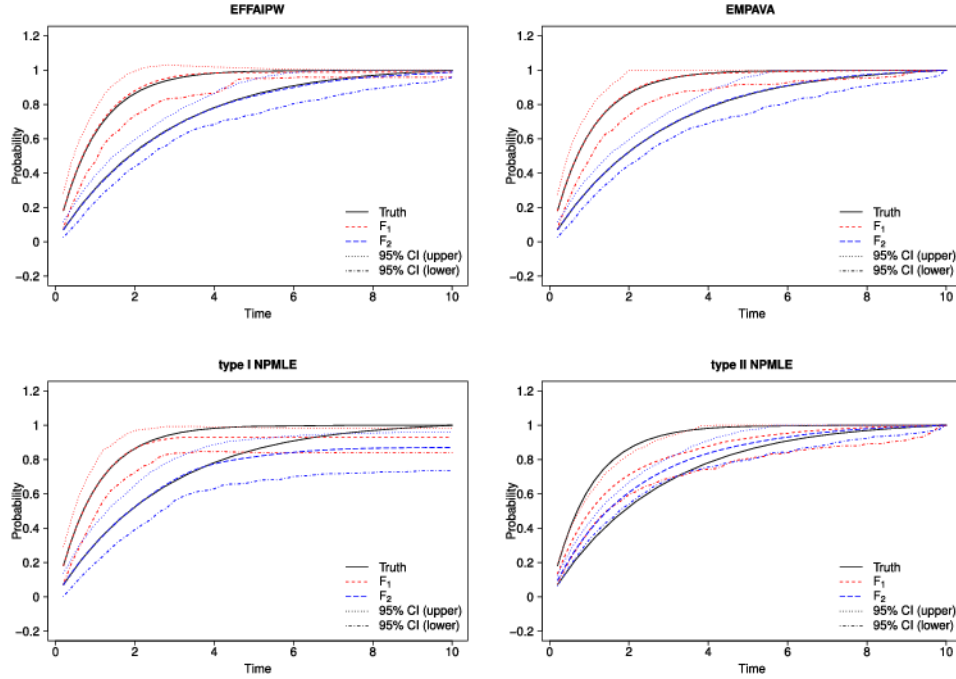 EFFAIPW
1.2
1
0.8
0.6
0.4
0.2
0
−0.2
Probability
Truth
F1
F2
95% CI (upper)
95% CI (lower)
0 2 4 6 8 10
Time
EMPAVA
1.2
1
0.8
0.6
0.4
0.2
0
−0.2
Probability
Truth
F1
F2
95% CI (upper)
95% CI (lower)
0 2 4 6 8 10
Time
type I NPMLE
1.2
1
0.8
0.6
0.4
0.2
0
−0.2
Probability
Truth
F1
F2
95% CI (upper)
95% CI (lower)
0 2 4 6 8 10
Time
type II NPMLE
1.2
1
0.8
0.6
0.4
0.2
0
−0.2
Probability
Truth
F1
F2
95% CI (upper)
95% CI (lower)
0 2 4 6 8 10
Time